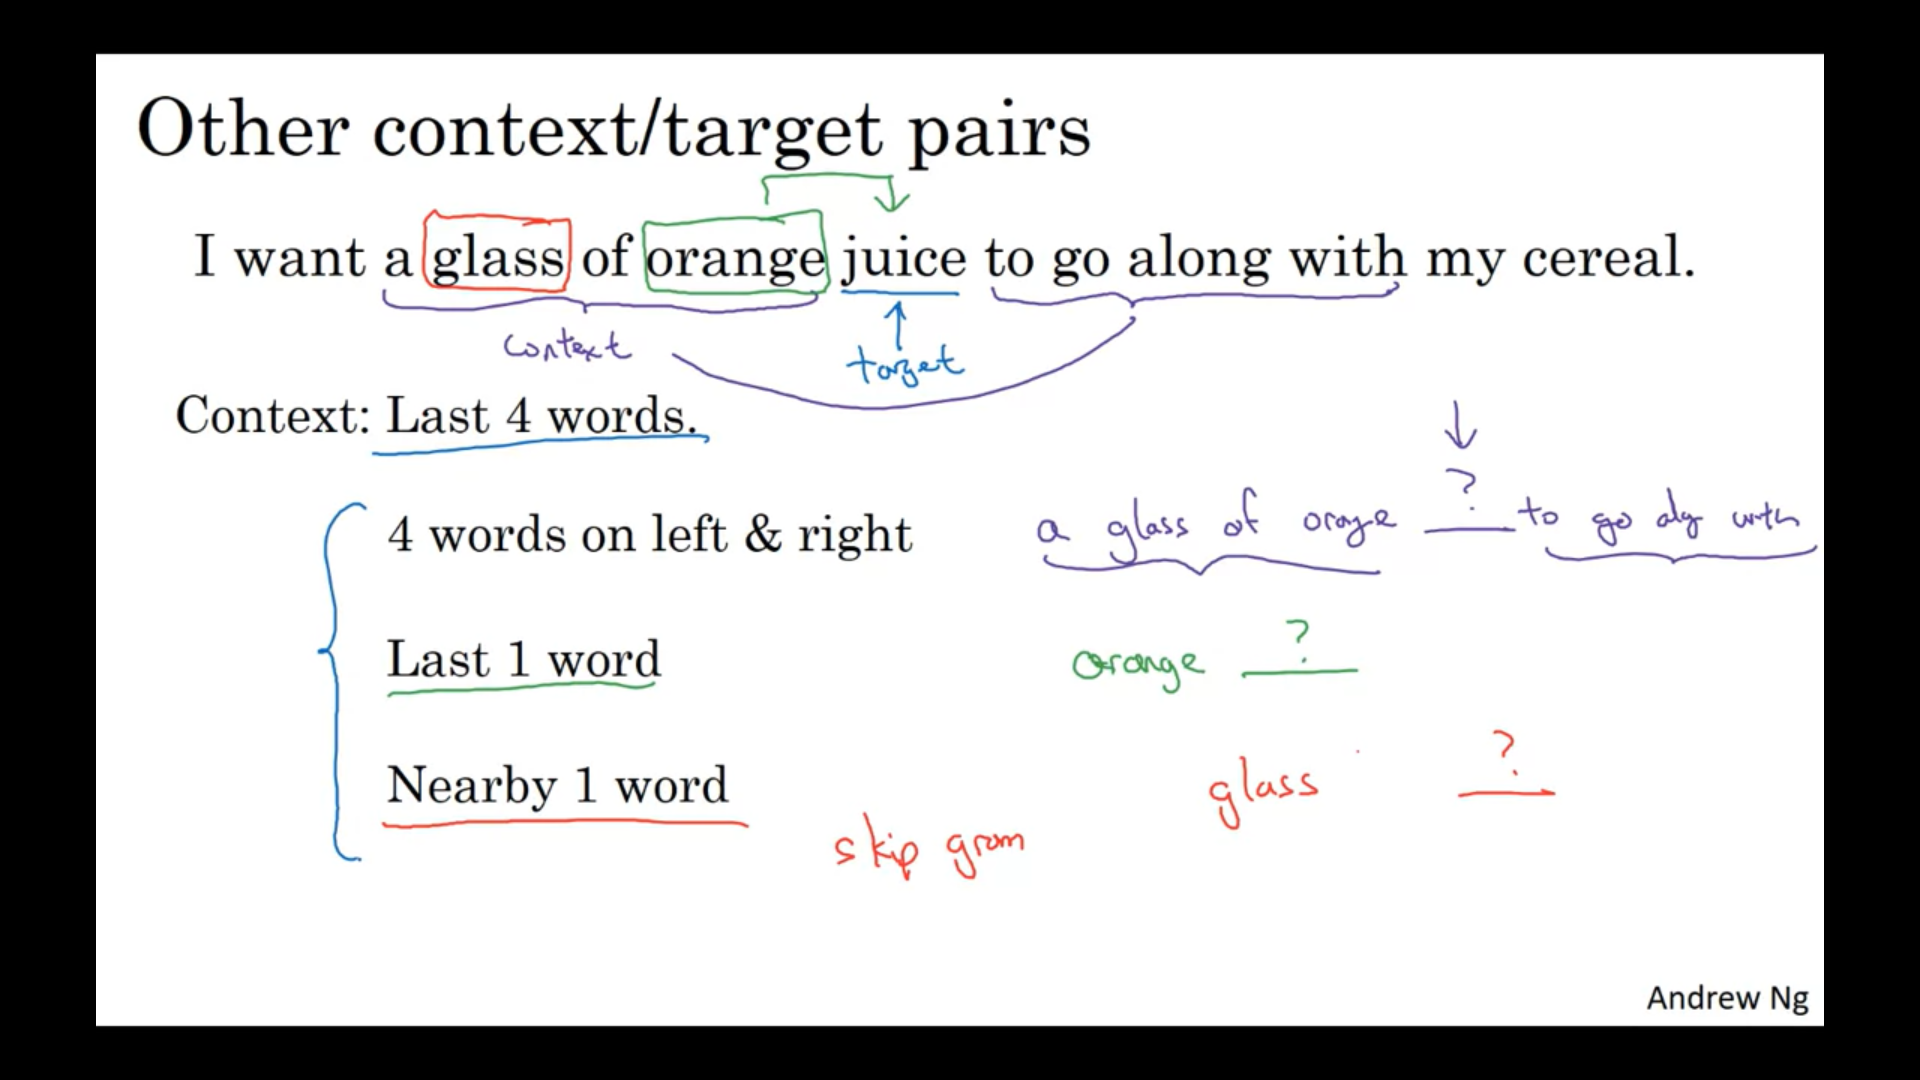 Other context/target pairs
I want a glass of orange juice to go along with my cereal.
context
target
Context: Last 4 words.
4 words on left & right
a glass of orange ? to go alg with
Last 1 word
orange ?
Nearby 1 word
glass ?
skip gram
Andrew Ng